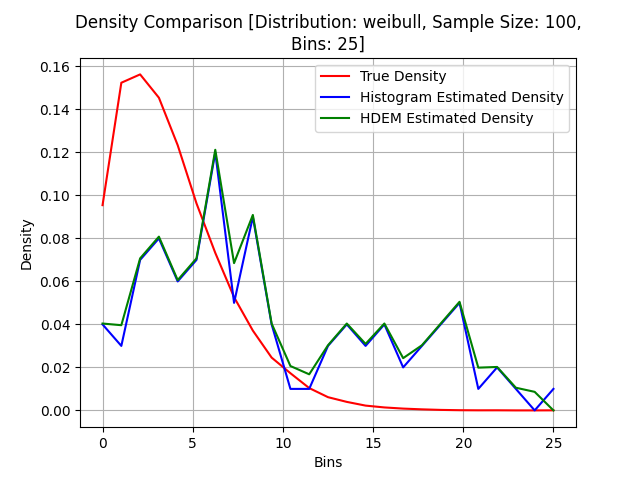 Density Comparison [Distribution: weibull, Sample Size: 100,
Bins: 25]
True Density
Histogram Estimated Density
HDEM Estimated Density
Density
0.16
0.14
0.12
0.10
0.08
0.06
0.04
0.02
0.00
0 5 10 15 20 25
Bins